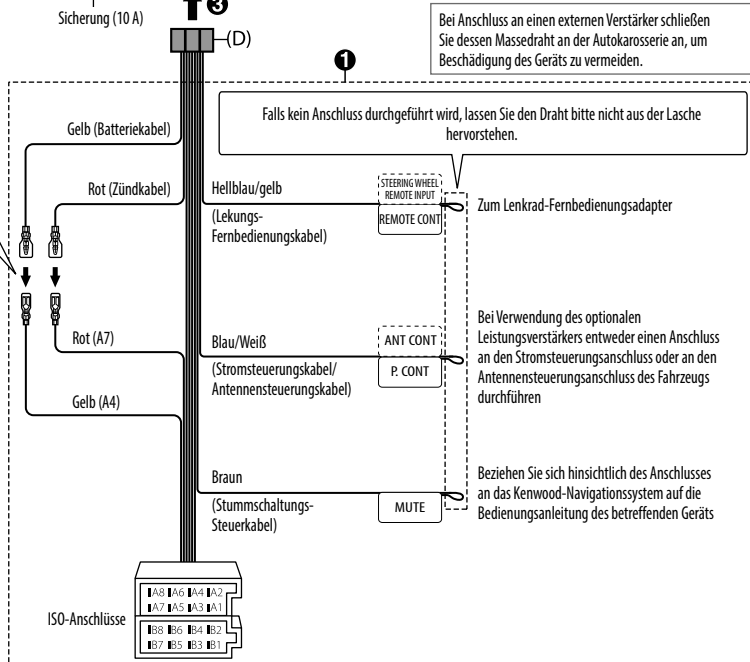 Sicherung (10 A)
❸
(D)
Bei Anschluss an einen externen Verstärker schließen
Sie dessen Massedraht an der Autokarosserie an, um
Beschädigung des Geräts zu vermeiden.
❶
Falls kein Anschluss durchgeführt wird, lassen Sie den Draht bitte nicht aus der Lasche
hervorstehen.
Gelb (Batteriekabel)
Rot (Zündkabel)
Hellblau/gelb
(Lekungs-
Fernbedienungskabel)
STEERING WHEEL
REMOTE INPUT
REMOTE CONT
Zum Lenkrad-Fernbedienungsadapter
Rot (A7)
Gelb (A4)
Blau/Weiß
(Stromsteuerungskabel/
Antennensteuerungskabel)
ANT CONT
P. CONT
Bei Verwendung des optionalen
Leistungsverstärkers entweder einen Anschluss
an den Stromsteuerungsanschluss oder an den
Antennensteuerungsanschluss des Fahrzeugs
durchführen
Braun
(Stummschaltungs-
Steuerkabel)
MUTE
Beziehen Sie sich hinsichtlich des Anschlusses
an das Kenwood-Navigationssystem auf die
Bedienungsanleitung des betreffenden Geräts
ISO-Anschlüsse
A8 A6 A4 A2
A7 A5 A3 A1
B8 B6 B4 B2
B7 B5 B3 B1